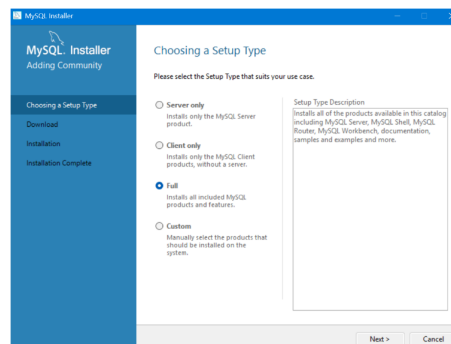 MySQL Installer
MySQL. Installer
Adding Community
Choosing a Setup Type
Download
Installation
Installation Complete
Choosing a Setup Type
Please select the Setup Type that suits your use case.
Server only
Installs only the MySQL Server
product.
Client only
Installs only the MySQL Client
products, without a server.
Full
Installs all included MySQL
products and features.
Custom
Manually select the products that
should be installed on the
system.
Setup Type Description
Installs all of the products available in this catalog
including MySQL Server, MySQL Shell, MySQL
Router, MySQL Workbench, documentation,
samples and examples and more.
Next >
Cancel